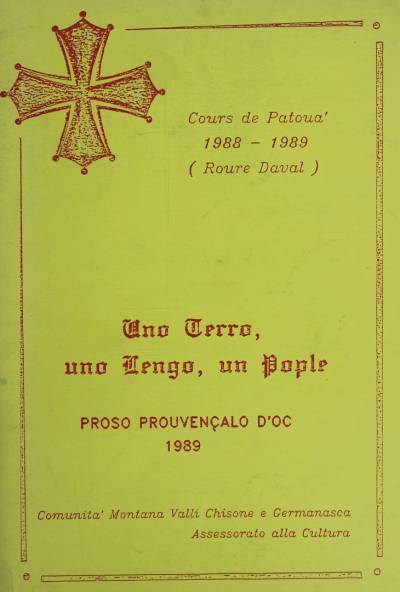 Cours de Patoua'
1988 - 1989
( Roure Daval )
Uno Terro,
uno Lengo, un Pople
PROSO PROUVENÇALO D'OC
1989
Comunita' Montana Valli Chisone e Germanasca
Assessorato alla Cultura